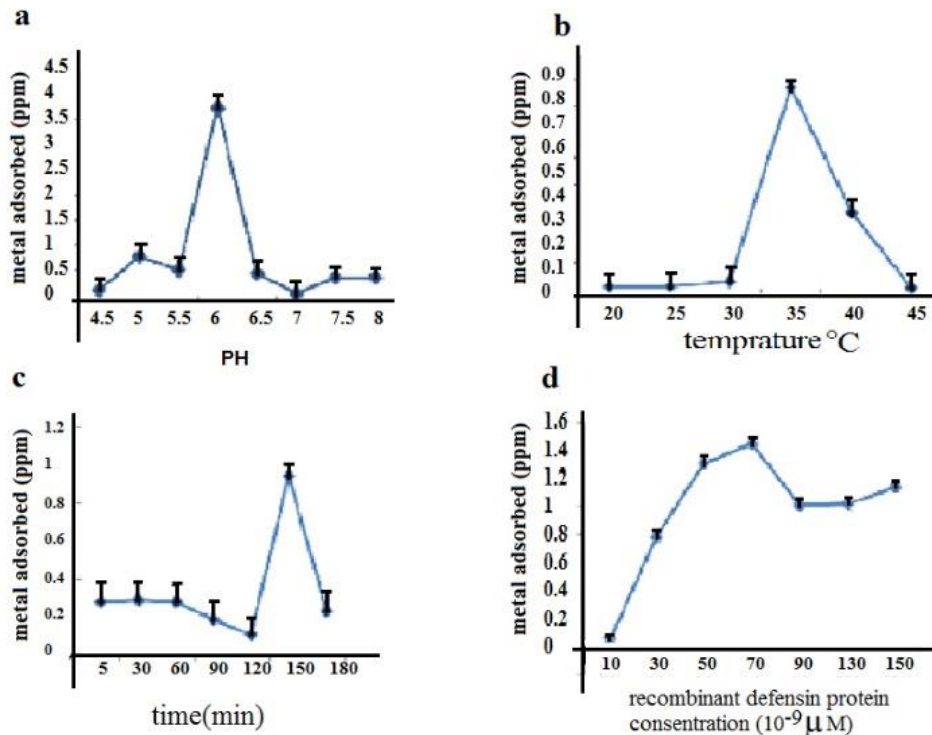 a
metal adsorbed (ppm)
4.5
4
3.5
2.5
2
1.5
1
0.5
0
4.5 5 5.5 6 6.5 7 7.5 8
PH
b
metal adsorbed (ppm)
0.9
0.8
0.6
0.4
0.3
0.2
0.1
0
20 25 30 35 40 45
temprature °C
c
metal adsorbed (ppm)
1.2
1
0.8
0.6
0.4
0.2
0
5 30 60 90 120 150 180
time(min)
d
metal adsorbed (ppm)
1.6
1.4
1.2
1
0.8
0.6
0.4
0.2
0
10 30 50 70 90 130 150
recombinant defensin protein
consentration (10-9 μM)